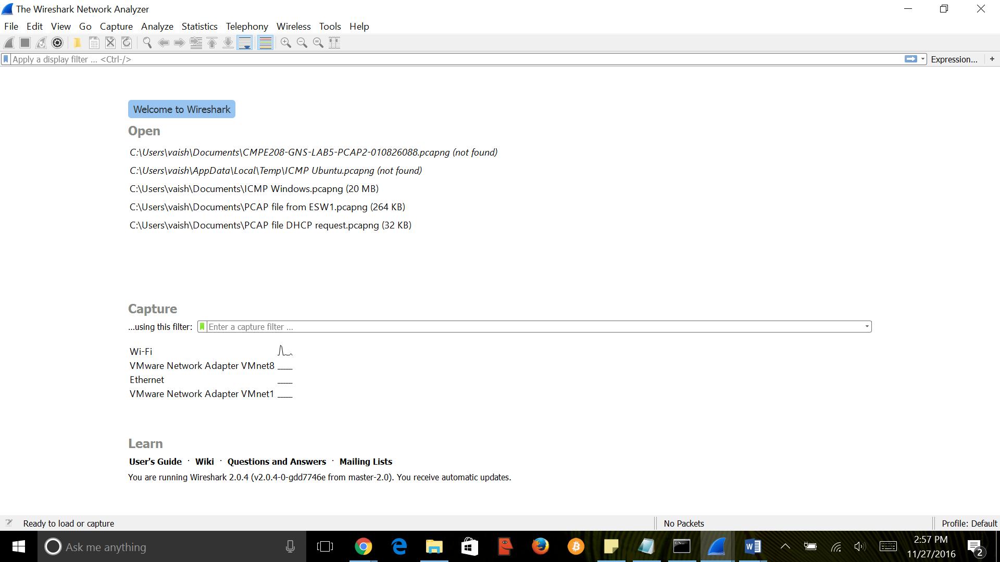 The Wireshark Network Analyzer
File Edit View Go Capture Analyze Statistics Telephony Wireless Tools Help
Apply a display filter ... <Ctrl-/> Expression... +
Welcome to Wireshark
Open
C:\Users\vaish\Documents\CMPE208-GNS-LAB5-PCAP2-010826088.pcapng (not found)
C:\Users\vaish\AppData\Local\Temp\ICMP Ubuntu.pcapng (not found)
C:\Users\vaish\Documents\ICMP Windows.pcapng (20 MB)
C:\Users\vaish\Documents\PCAP file from ESW1.pcapng (264 KB)
C:\Users\vaish\Documents\PCAP file DHCP request.pcapng (32 KB)
Capture
...using this filter: Enter a capture filter ...
Wi-Fi
VMware Network Adapter VMnet8
Ethernet
VMware Network Adapter VMnet1
Learn
User's Guide · Wiki · Questions and Answers · Mailing Lists
You are running Wireshark 2.0.4 (v2.0.4-0-gdd7746e from master-2.0). You receive automatic updates.
Ready to load or capture No Packets Profile: Default
Ask me anything
2:57 PM
11/27/2016
2